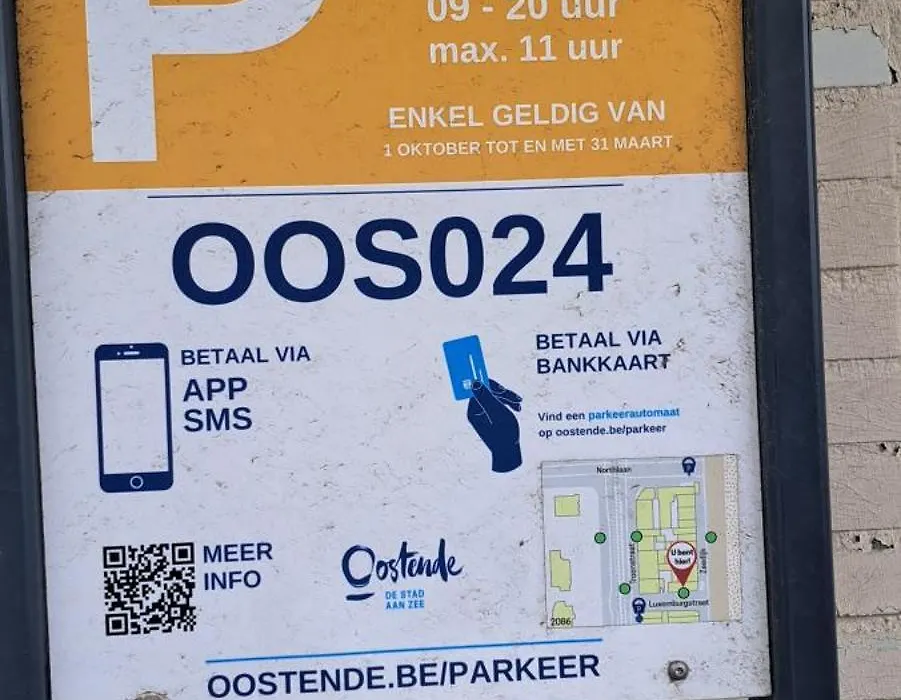 P
09 - 20 uur
max. 11 uur
ENKEL GELDIG VAN
1 OKTOBER TOT EN MET 31 MAART
OOS024
BETAAL VIA
APP
SMS
BETAAL VIA
BANKKAART
Vind een parkeerautomaat
op oostende.be/parkeer
Northlaan
Troonstraat
U bent
hier!
Zeedijk
Luxemburgstraat
2086
MEER
INFO
Oostende
DE STAD
AAN ZEE
OOSTENDE.BE/PARKEER